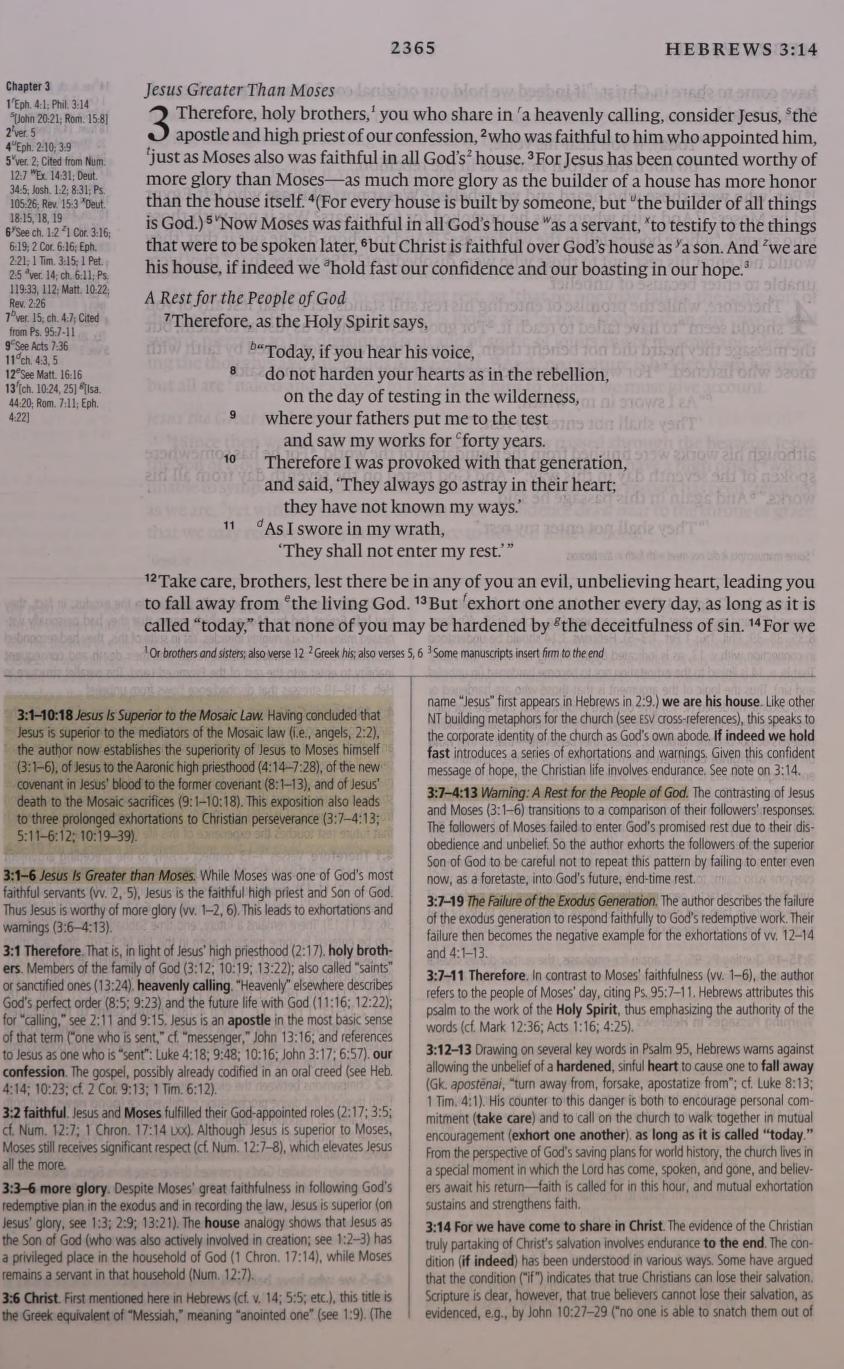 2365
HEBREWS 3:14
Chapter 3
1 ʳEph. 4:1; Phil. 3:14
ˢ[John 20:21; Rom. 15:8]
2 ᵗver. 5
4 ᵘEph. 2:10; 3:9
5 ᵛver. 2; Cited from Num.
12:7 ʷEx. 14:31; Deut.
34:5; Josh. 1:2; 8:31; Ps.
105:26; Rev. 15:3 ˣDeut.
18:15, 18, 19
6 ʸSee ch. 1:2 ᶻ1 Cor. 3:16;
6:19; 2 Cor. 6:16; Eph.
2:21; 1 Tim. 3:15; 1 Pet.
2:5 ᵃver. 14; ch. 6:11; Ps.
119:33, 112; Matt. 10:22;
Rev. 2:26
7 ᵇver. 15; ch. 4:7; Cited
from Ps. 95:7-11
9 ᶜSee Acts 7:36
11 ᵈch. 4:3, 5
12 ᵉSee Matt. 16:16
13 ᶠ[ch. 10:24, 25] ᵍ[Isa.
44:20; Rom. 7:11; Eph.
4:22]
Jesus Greater Than Moses
3 Therefore, holy brothers,¹ you who share in ʳa heavenly calling, consider Jesus, ˢthe
apostle and high priest of our confession, ²who was faithful to him who appointed him,
ᵗjust as Moses also was faithful in all God's² house. ³For Jesus has been counted worthy of
more glory than Moses—as much more glory as the builder of a house has more honor
than the house itself. ⁴(For every house is built by someone, but ᵘthe builder of all things
is God.) ⁵ᵛNow Moses was faithful in all God's house ʷas a servant, ˣto testify to the things
that were to be spoken later, ⁶but Christ is faithful over God's house as ʸa son. And ᶻwe are
his house, if indeed we ᵃhold fast our confidence and our boasting in our hope.³
A Rest for the People of God
⁷Therefore, as the Holy Spirit says,
ᵇ“Today, if you hear his voice,
8 do not harden your hearts as in the rebellion,
on the day of testing in the wilderness,
9 where your fathers put me to the test
and saw my works for ᶜforty years.
10 Therefore I was provoked with that generation,
and said, ‘They always go astray in their heart;
they have not known my ways.’
11 ᵈAs I swore in my wrath,
‘They shall not enter my rest.’”
¹²Take care, brothers, lest there be in any of you an evil, unbelieving heart, leading you
to fall away from ᵉthe living God. ¹³But ᶠexhort one another every day, as long as it is
called “today,” that none of you may be hardened by ᵍthe deceitfulness of sin. ¹⁴For we
¹Or brothers and sisters; also verse 12 ²Greek his; also verses 5, 6 ³Some manuscripts insert firm to the end
3:1–10:18 Jesus Is Superior to the Mosaic Law. Having concluded that
Jesus is superior to the mediators of the Mosaic law (i.e., angels, 2:2),
the author now establishes the superiority of Jesus to Moses himself
(3:1–6), of Jesus to the Aaronic high priesthood (4:14–7:28), of the new
covenant in Jesus' blood to the former covenant (8:1–13), and of Jesus'
death to the Mosaic sacrifices (9:1–10:18). This exposition also leads
to three prolonged exhortations to Christian perseverance (3:7–4:13;
5:11–6:12; 10:19–39).
3:1–6 Jesus Is Greater than Moses. While Moses was one of God's most
faithful servants (vv. 2, 5), Jesus is the faithful high priest and Son of God.
Thus Jesus is worthy of more glory (vv. 1–2, 6). This leads to exhortations and
warnings (3:6–4:13).
3:1 Therefore. That is, in light of Jesus' high priesthood (2:17). holy broth-
ers. Members of the family of God (3:12; 10:19; 13:22); also called “saints”
or sanctified ones (13:24). heavenly calling. “Heavenly” elsewhere describes
God's perfect order (8:5; 9:23) and the future life with God (11:16; 12:22);
for “calling,” see 2:11 and 9:15. Jesus is an apostle in the most basic sense
of that term (“one who is sent,” cf. “messenger,” John 13:16; and references
to Jesus as one who is “sent”: Luke 4:18; 9:48; 10:16; John 3:17; 6:57). our
confession. The gospel, possibly already codified in an oral creed (see Heb.
4:14; 10:23; cf. 2 Cor. 9:13; 1 Tim. 6:12).
3:2 faithful. Jesus and Moses fulfilled their God-appointed roles (2:17; 3:5;
cf. Num. 12:7; 1 Chron. 17:14 LXX). Although Jesus is superior to Moses,
Moses still receives significant respect (cf. Num. 12:7–8), which elevates Jesus
all the more.
3:3–6 more glory. Despite Moses' great faithfulness in following God's
redemptive plan in the exodus and in recording the law, Jesus is superior (on
Jesus' glory, see 1:3; 2:9; 13:21). The house analogy shows that Jesus as
the Son of God (who was also actively involved in creation; see 1:2–3) has
a privileged place in the household of God (1 Chron. 17:14), while Moses
remains a servant in that household (Num. 12:7).
3:6 Christ. First mentioned here in Hebrews (cf. v. 14; 5:5; etc.), this title is
the Greek equivalent of “Messiah,” meaning “anointed one” (see 1:9). (The
name “Jesus” first appears in Hebrews in 2:9.) we are his house. Like other
NT building metaphors for the church (see ESV cross-references), this speaks to
the corporate identity of the church as God's own abode. If indeed we hold
fast introduces a series of exhortations and warnings. Given this confident
message of hope, the Christian life involves endurance. See note on 3:14.
3:7–4:13 Warning: A Rest for the People of God. The contrasting of Jesus
and Moses (3:1–6) transitions to a comparison of their followers' responses.
The followers of Moses failed to enter God's promised rest due to their dis-
obedience and unbelief. So the author exhorts the followers of the superior
Son of God to be careful not to repeat this pattern by failing to enter even
now, as a foretaste, into God's future, end-time rest.
3:7–19 The Failure of the Exodus Generation. The author describes the failure
of the exodus generation to respond faithfully to God's redemptive work. Their
failure then becomes the negative example for the exhortations of vv. 12–14
and 4:1–13.
3:7–11 Therefore. In contrast to Moses' faithfulness (vv. 1–6), the author
refers to the people of Moses' day, citing Ps. 95:7–11. Hebrews attributes this
psalm to the work of the Holy Spirit, thus emphasizing the authority of the
words (cf. Mark 12:36; Acts 1:16; 4:25).
3:12–13 Drawing on several key words in Psalm 95, Hebrews warns against
allowing the unbelief of a hardened, sinful heart to cause one to fall away
(Gk. apostēnai, “turn away from, forsake, apostatize from”; cf. Luke 8:13;
1 Tim. 4:1). His counter to this danger is both to encourage personal com-
mitment (take care) and to call on the church to walk together in mutual
encouragement (exhort one another). as long as it is called “today.”
From the perspective of God's saving plans for world history, the church lives in
a special moment in which the Lord has come, spoken, and gone, and believ-
ers await his return—faith is called for in this hour, and mutual exhortation
sustains and strengthens faith.
3:14 For we have come to share in Christ. The evidence of the Christian
truly partaking of Christ's salvation involves endurance to the end. The con-
dition (if indeed) has been understood in various ways. Some have argued
that the condition (“if”) indicates that true Christians can lose their salvation.
Scripture is clear, however, that true believers cannot lose their salvation, as
evidenced, e.g., by John 10:27–29 (“no one is able to snatch them out of